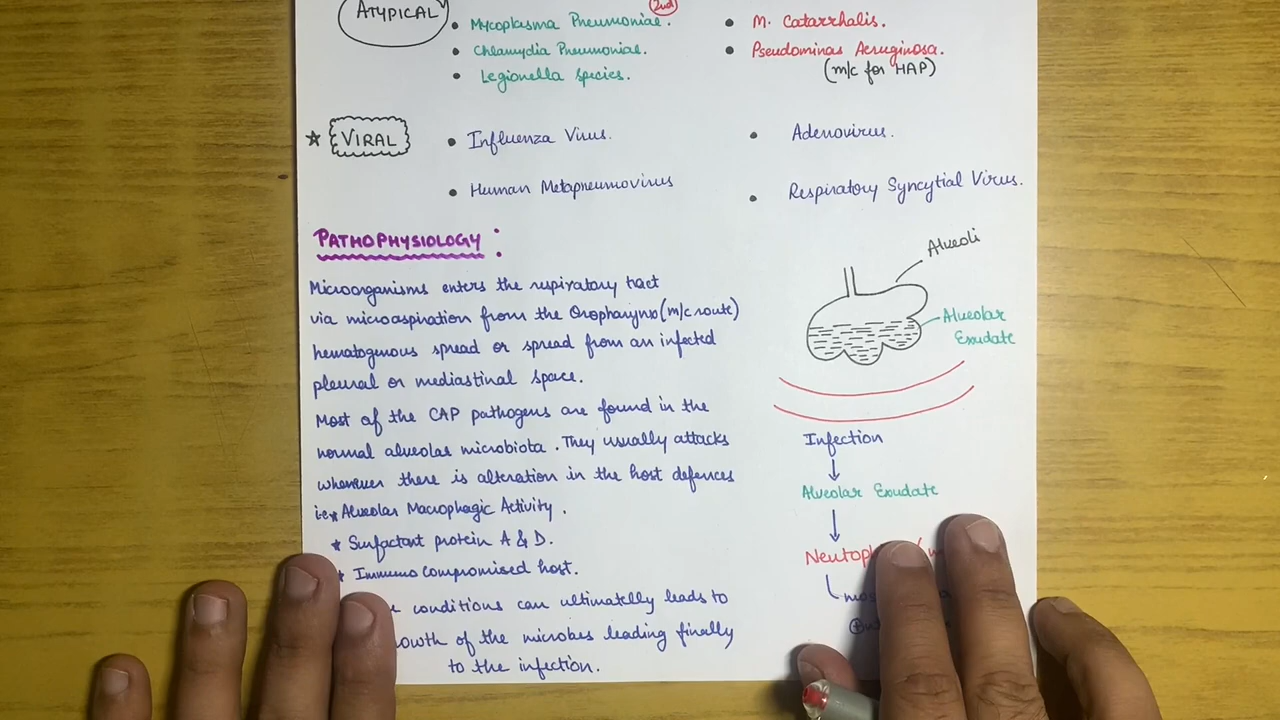 ATYPICAL
2nd
• Mycoplasma Pneumoniae.
• Chlamydia Pneumoniae.
• Legionella Species.
• M. Catarrhalis.
• Pseudominas Aeruginosa.
(m/c for HAP)
★ VIRAL
• Influenza Virus.
• Human Metapneumovirus
• Adenovirus.
• Respiratory Syncytial Virus.
PATHOPHYSIOLOGY :
Microorganisms enters the respiratory tract
via microaspiration from the Oropharynx (m/c route)
hematogenous spread or spread from an infected
pleural or mediastinal space.
Most of the CAP pathogens are found in the
normal alveolar microbiota. They usually attacks
whenever there is alteration in the host defences
i.e★ Alveolar Macrophagic Activity.
★ Surfactant protein A & D.
★ Immuno compromised host.
conditions can ultimatelly leads to
of the microbes leading finally
to the infection.
Alveoli
Alveolar
Exudate
Infection
↓
Alveolar Exudate
↓